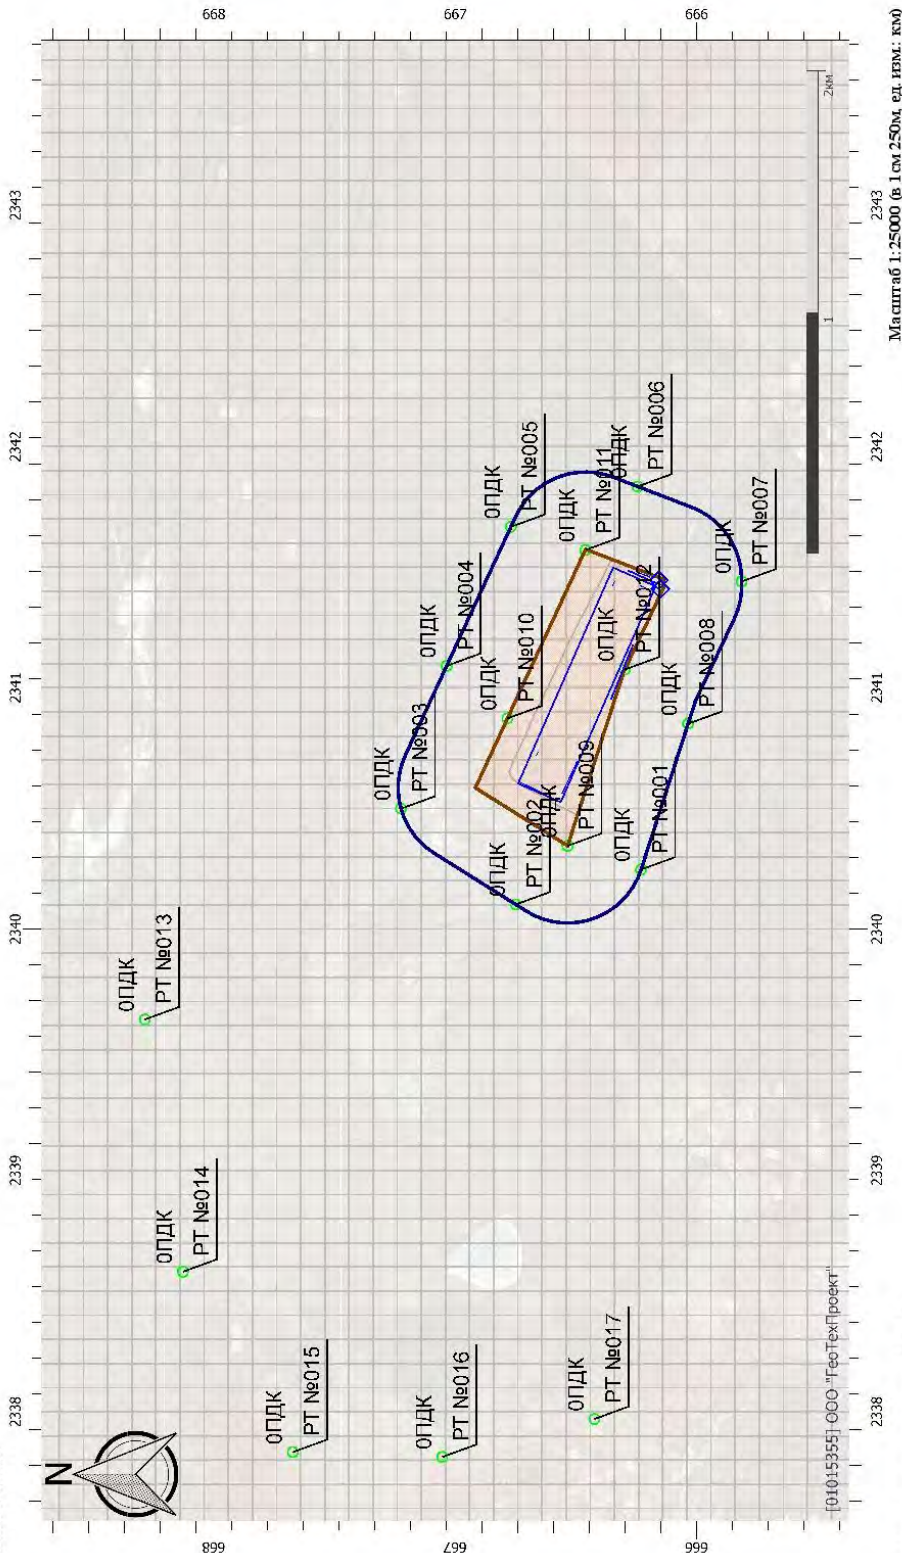 668
667
666
2343
2342
2341
2340
2339
2338
2343
2342
2341
2340
2339
2338
668
667
666
N
0ПДК
РТ №001
0ПДК
РТ №002
0ПДК
РТ №003
0ПДК
РТ №004
0ПДК
РТ №005
0ПДК
РТ №006
0ПДК
РТ №007
0ПДК
РТ №008
0ПДК
РТ №009
0ПДК
РТ №010
0ПДК
РТ №011
0ПДК
РТ №012
0ПДК
РТ №013
0ПДК
РТ №014
0ПДК
РТ №015
0ПДК
РТ №016
0ПДК
РТ №017
1
2км
[01015355] ООО "ГеоТехПроект"
Масштаб 1:25000 (в 1см 250м, ед. изм.: км)